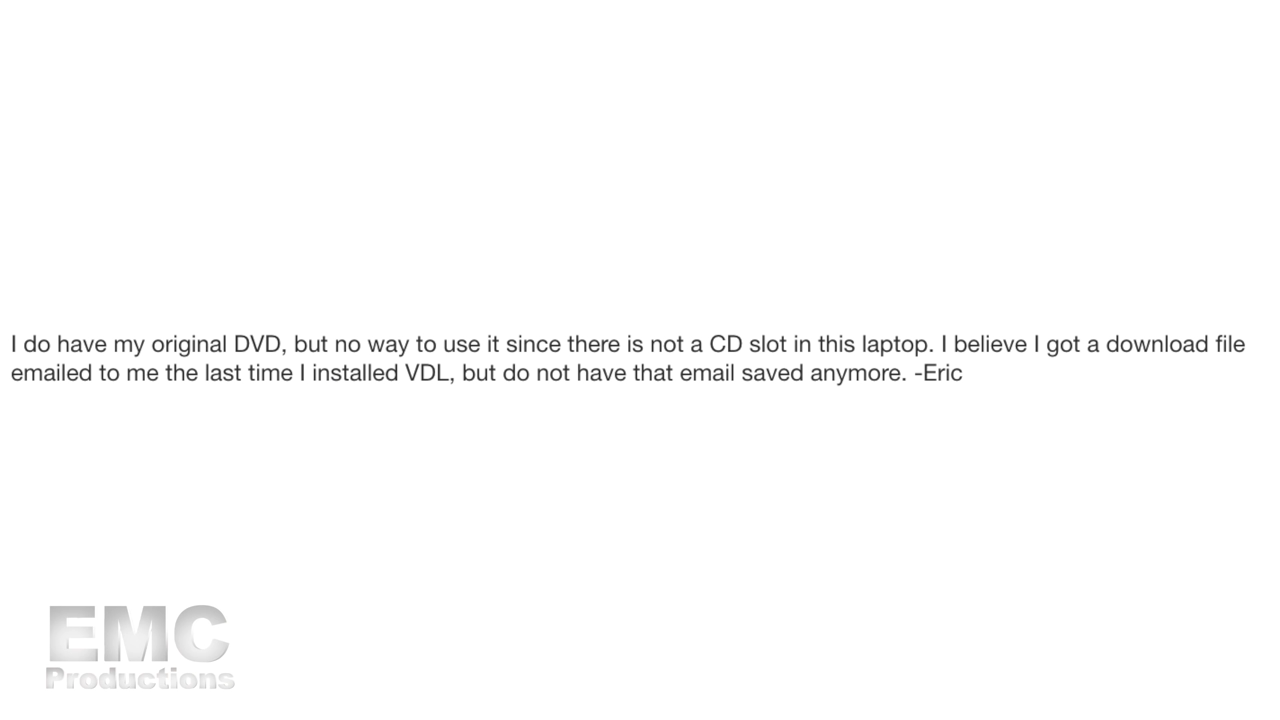 I do have my original DVD, but no way to use it since there is not a CD slot in this laptop. I believe I got a download file
emailed to me the last time I installed VDL, but do not have that email saved anymore. -Eric
EMC
Productions